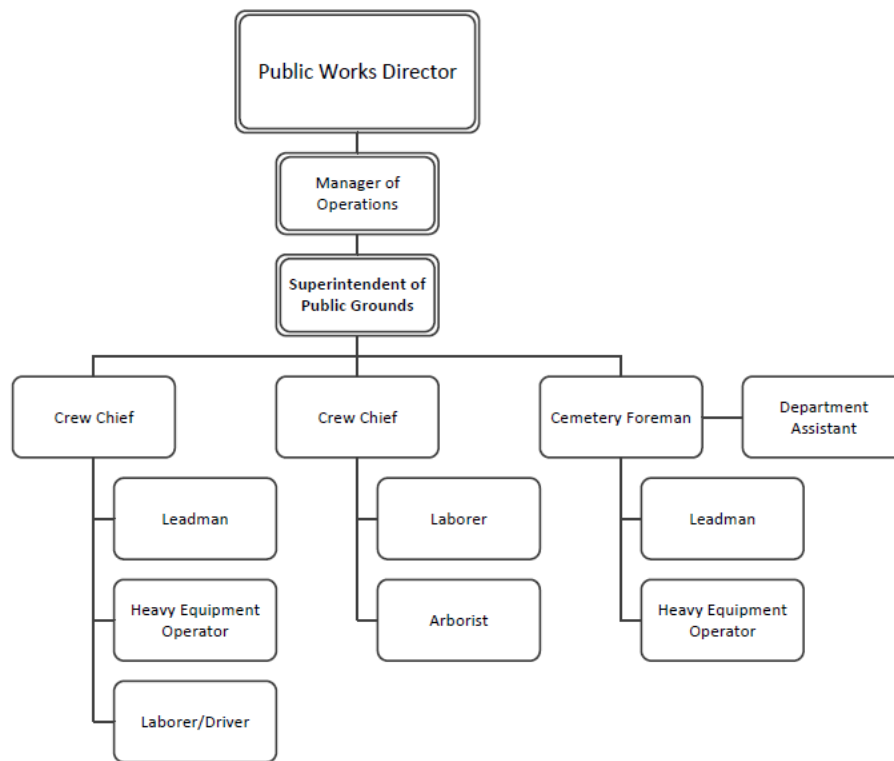 Public Works Director
Manager of
Operations
Superintendent of
Public Grounds
Crew Chief
Crew Chief
Cemetery Foreman
Department
Assistant
Leadman
Laborer
Leadman
Heavy Equipment
Operator
Arborist
Heavy Equipment
Operator
Laborer/Driver